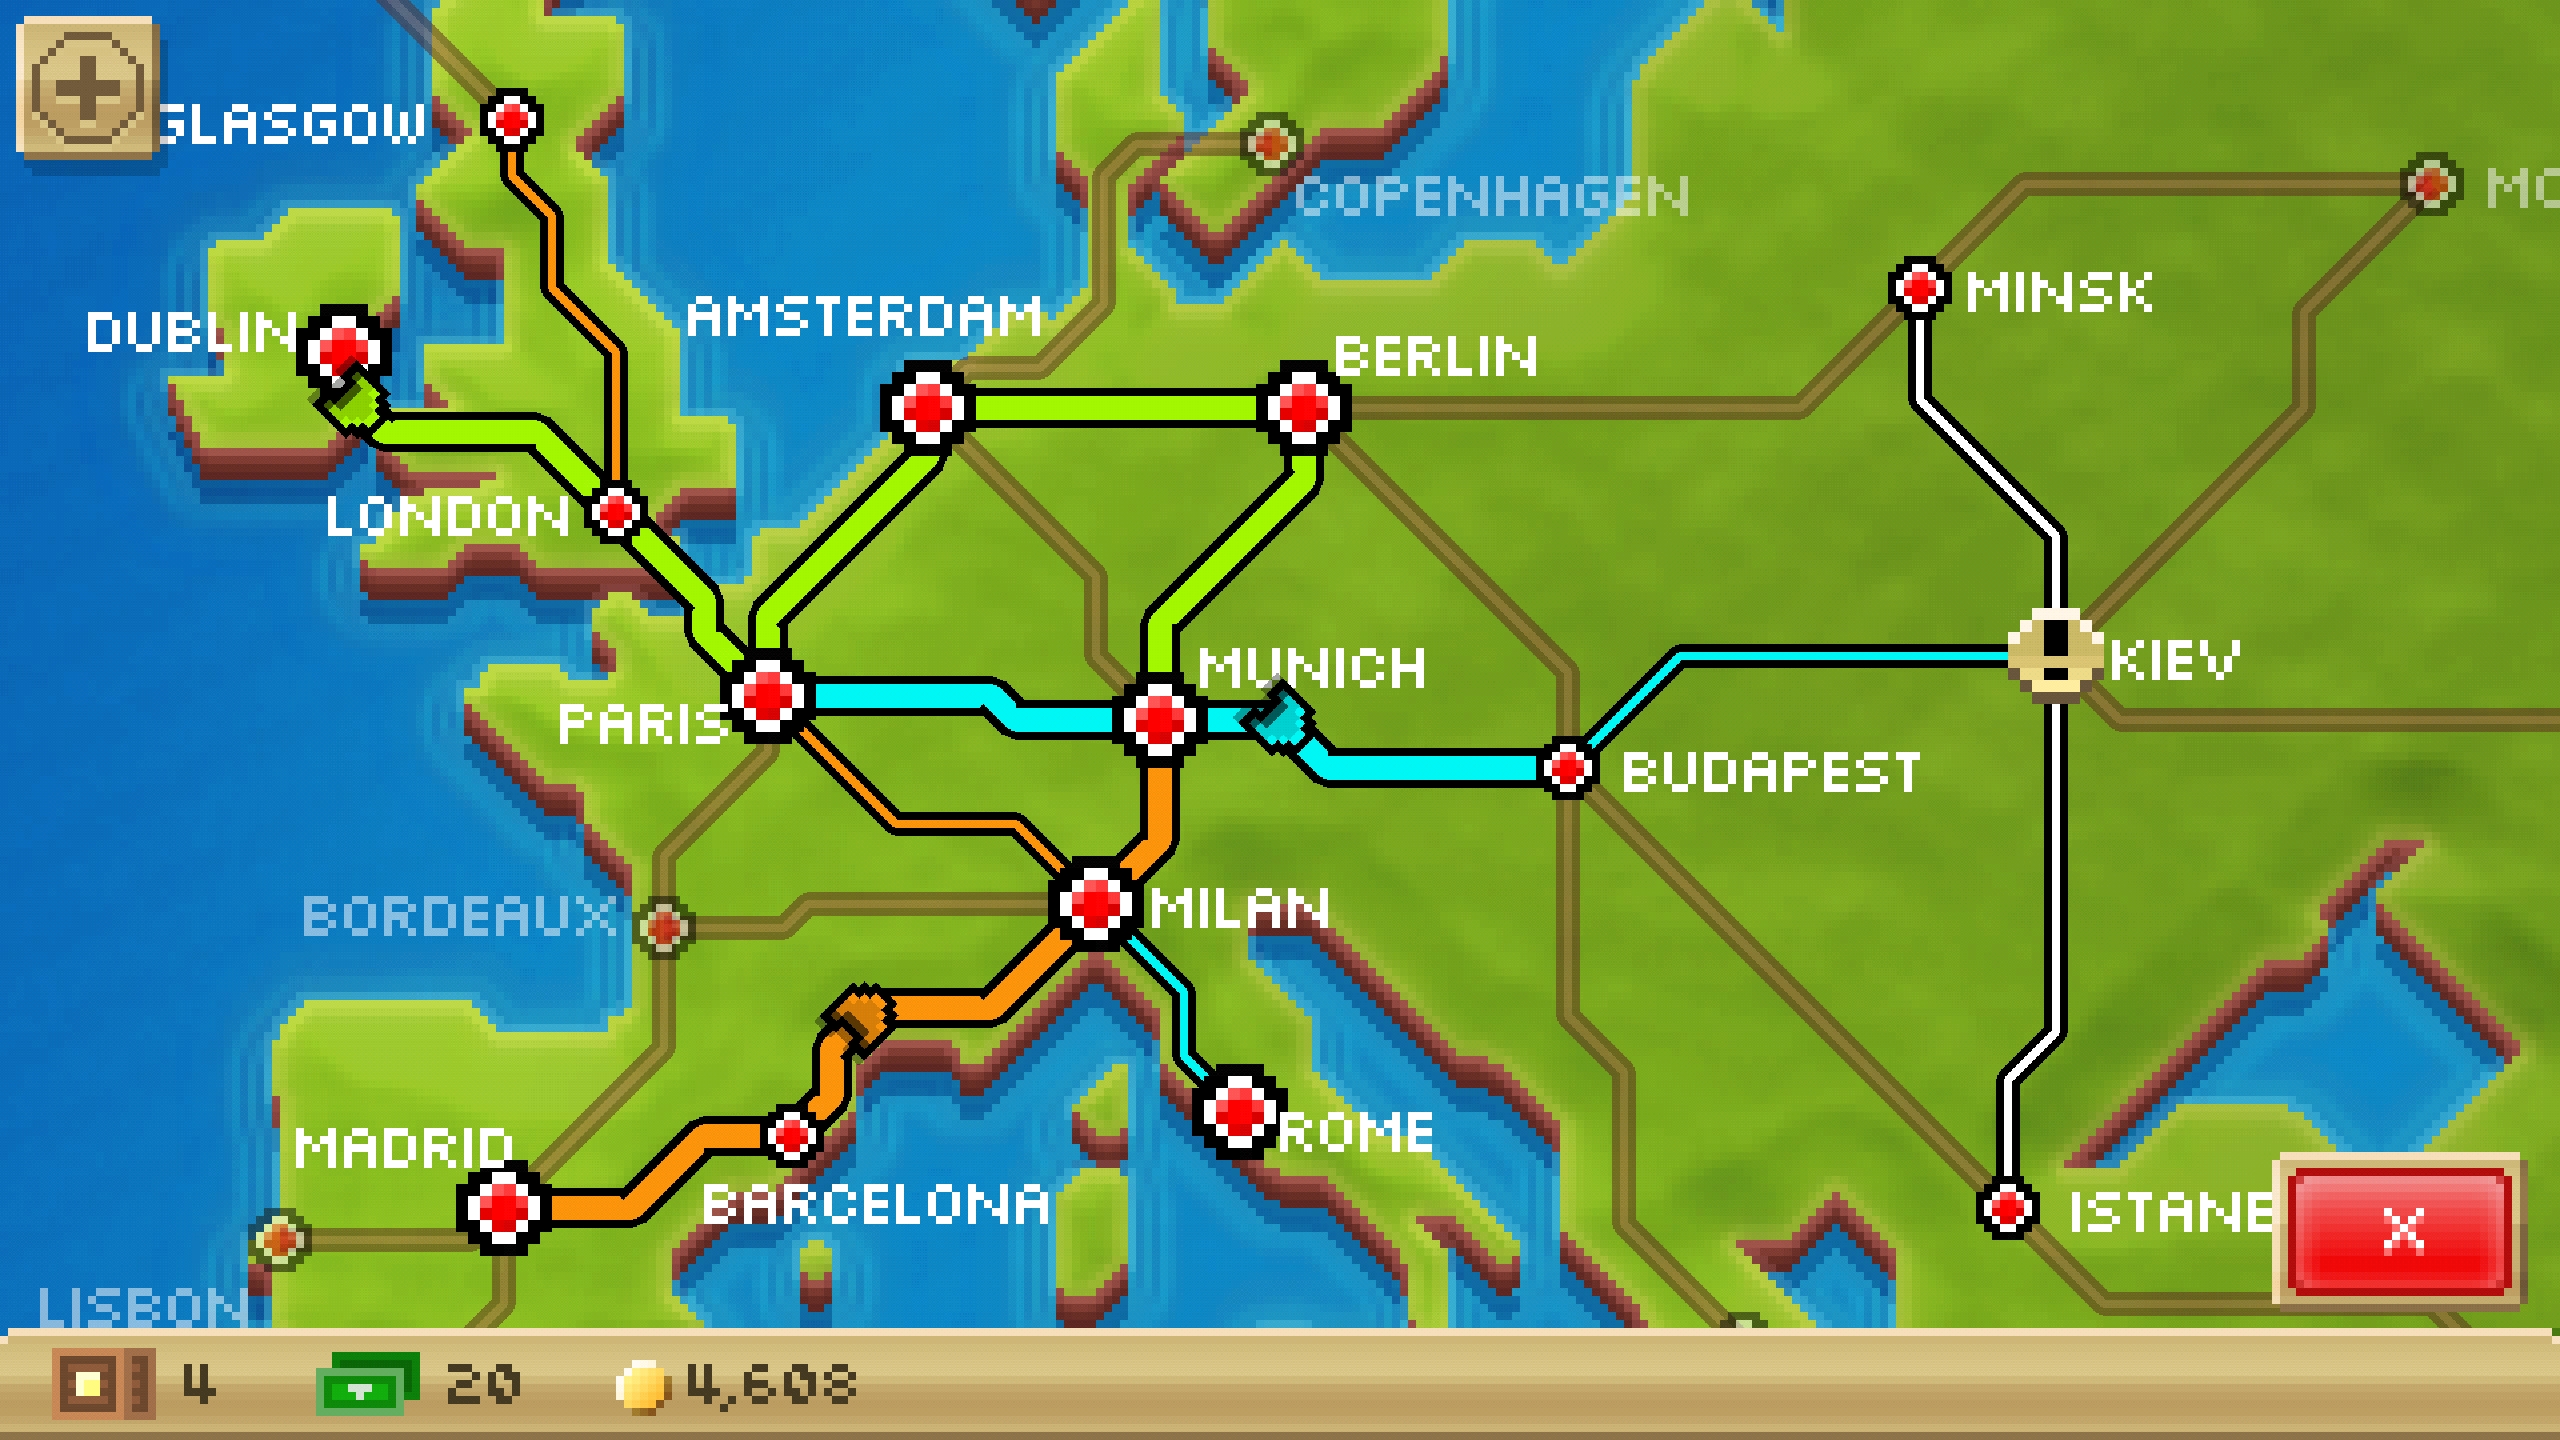 GLASGOW
COPENHAGEN
MO
MINSK
AMSTERDAM
DUBLIN
BERLIN
LONDON
MUNICH
KIEV
PARIS
BUDAPEST
BORDEAUX
MILAN
ROME
MADRID
BARCELONA
ISTANB
X
LISBON
4 20 4,608